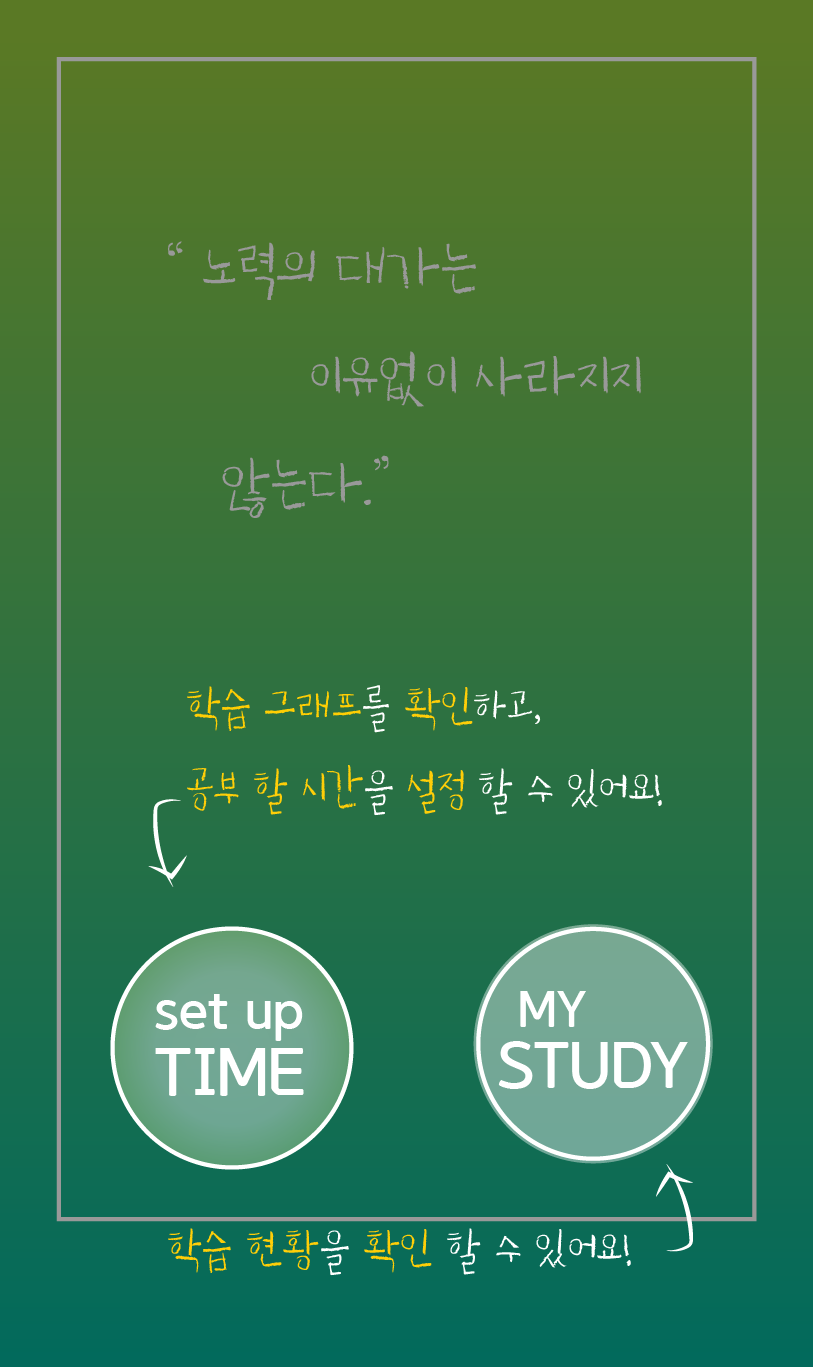 “ 노력의 대가는
이유없이 사라지지
않는다.”
학습 그래프를 확인하고,
공부 할 시간을 설정 할 수 있어요!
set up
TIME
MY
STUDY
학습 현황을 확인 할 수 있어요!